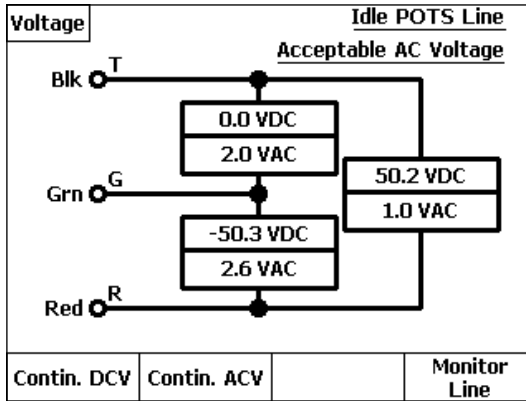 Voltage
Idle POTS Line
Acceptable AC Voltage
Blk T
0.0 VDC
2.0 VAC
50.2 VDC
1.0 VAC
Grn G
-50.3 VDC
2.6 VAC
Red R
Contin. DCV
Contin. ACV
Monitor
Line